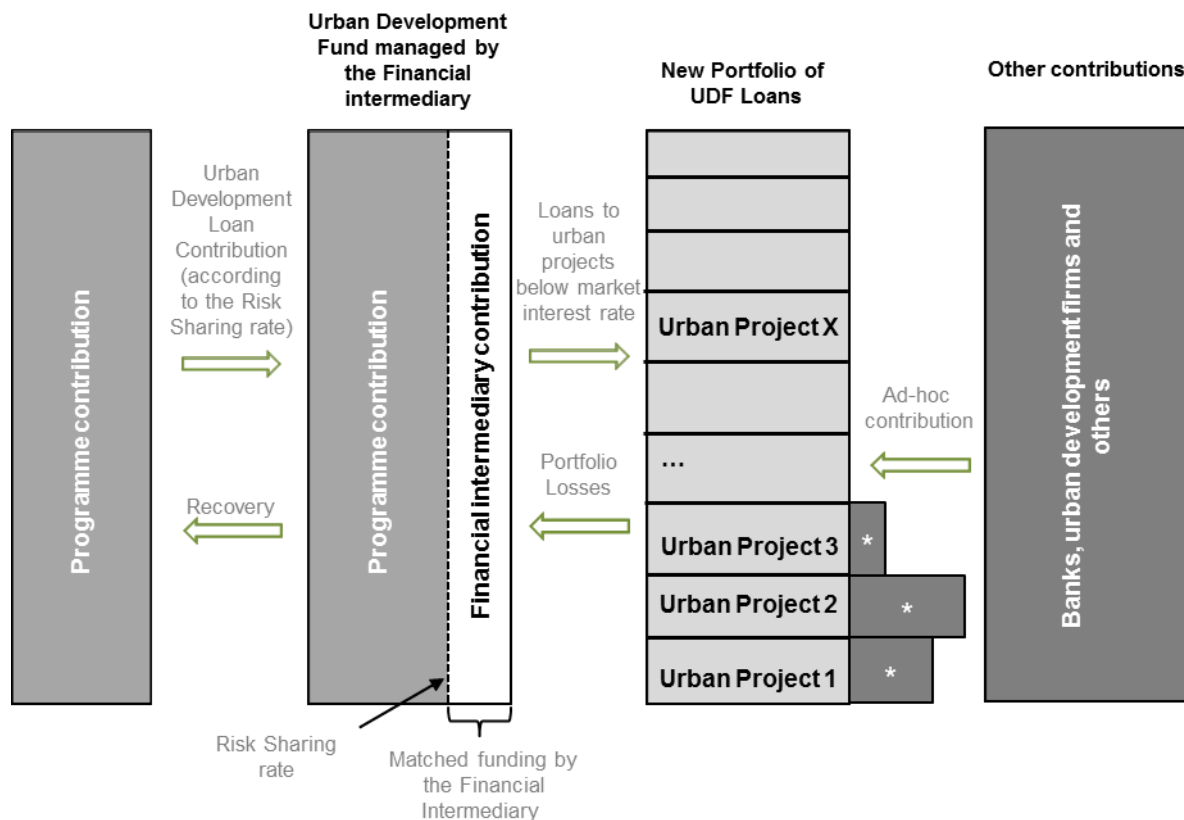 Urban Development
Fund managed by
the Financial
intermediary
New Portfolio of
UDF Loans
Other contributions
Programme contribution
Urban
Development
Loan
Contribution
(according
to the Risk
Sharing rate)
Recovery
Programme contribution
Financial intermediary contribution
Loans to
urban
projects
below market
interest rate
Portfolio
Losses
Urban Project X
...
Urban Project 3
*
Urban Project 2
*
Urban Project 1
*
Ad-hoc
contribution
Banks, urban development firms and
others
Risk Sharing
rate
Matched funding by
the Financial
Intermediary